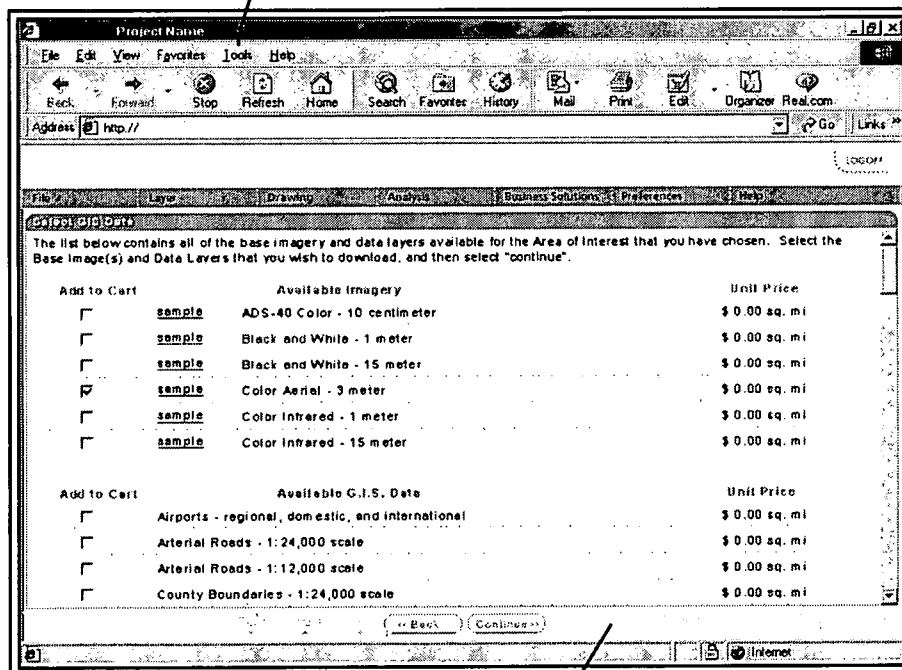 Project Name
File Edit View Favorites Tools Help
Back Forward Stop Refresh Home Search Favorites History Mail Print Edit Organizer Real.com
Address http:// Go Links »
LOGOFF
File Layer Drawing Analysis Business Solutions Preferences Help
Select GIS Data
The list below contains all of the base imagery and data layers available for the Area of Interest that you have chosen. Select the
Base Image(s) and Data Layers that you wish to download, and then select "continue".
Add to Cart Available Imagery Unit Price
sample ADS-40 Color - 10 centimeter $ 0.00 sq. mi
sample Black and White - 1 meter $ 0.00 sq. mi
sample Black and White - 15 meter $ 0.00 sq. mi
sample Color Aerial - 3 meter $ 0.00 sq. mi
sample Color Infrared - 1 meter $ 0.00 sq. mi
sample Color Infrared - 15 meter $ 0.00 sq. mi
Add to Cart Available G.I.S. Data Unit Price
Airports - regional, domestic, and international $ 0.00 sq. mi
Arterial Roads - 1:24,000 scale $ 0.00 sq. mi
Arterial Roads - 1:12,000 scale $ 0.00 sq. mi
County Boundaries - 1:24,000 scale $ 0.00 sq. mi
<< Back Continue >>
Internet